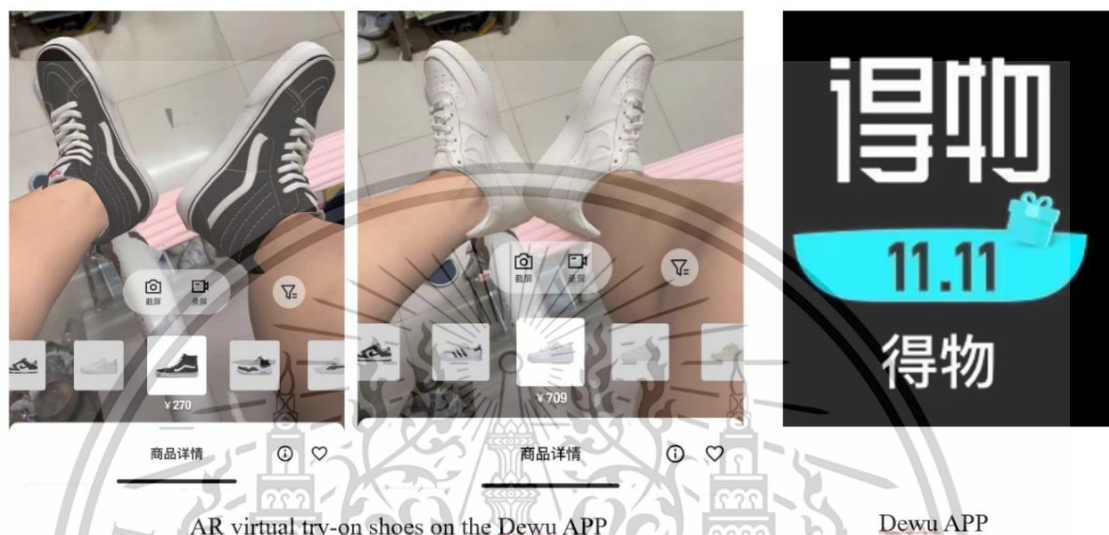 截屏
录屏
¥270
商品详情
截屏
录屏
¥709
商品详情
AR virtual try-on shoes on the Dewu APP
得物
11.11
得物
Dewu APP